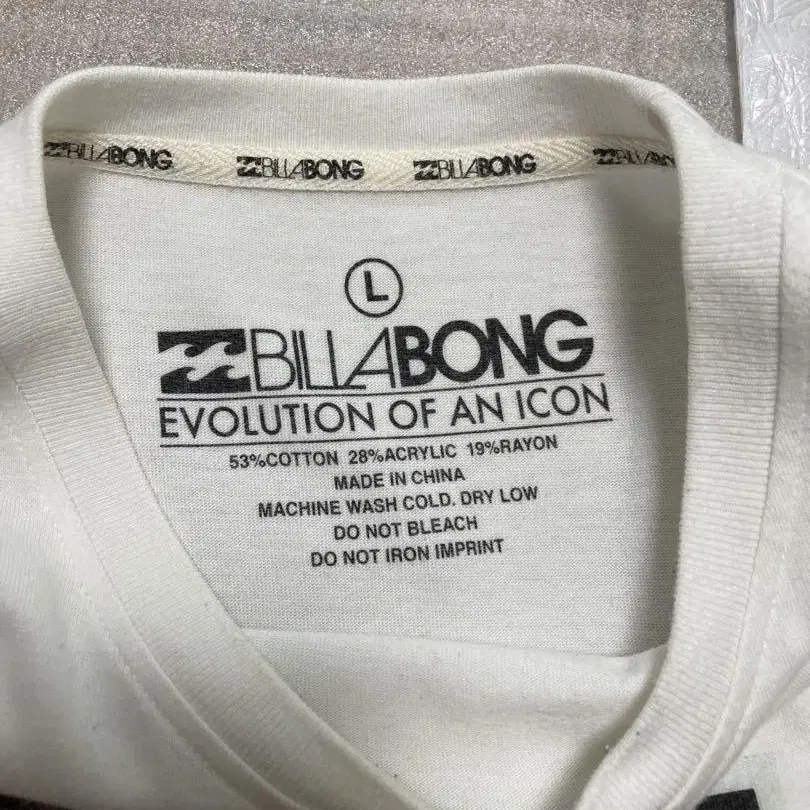 BILLABONG BILLABONG BILLABONG BILLABONG
L
BILLABONG
EVOLUTION OF AN ICON
53%COTTON 28%ACRYLIC 19%RAYON
MADE IN CHINA
MACHINE WASH COLD. DRY LOW
DO NOT BLEACH
DO NOT IRON IMPRINT